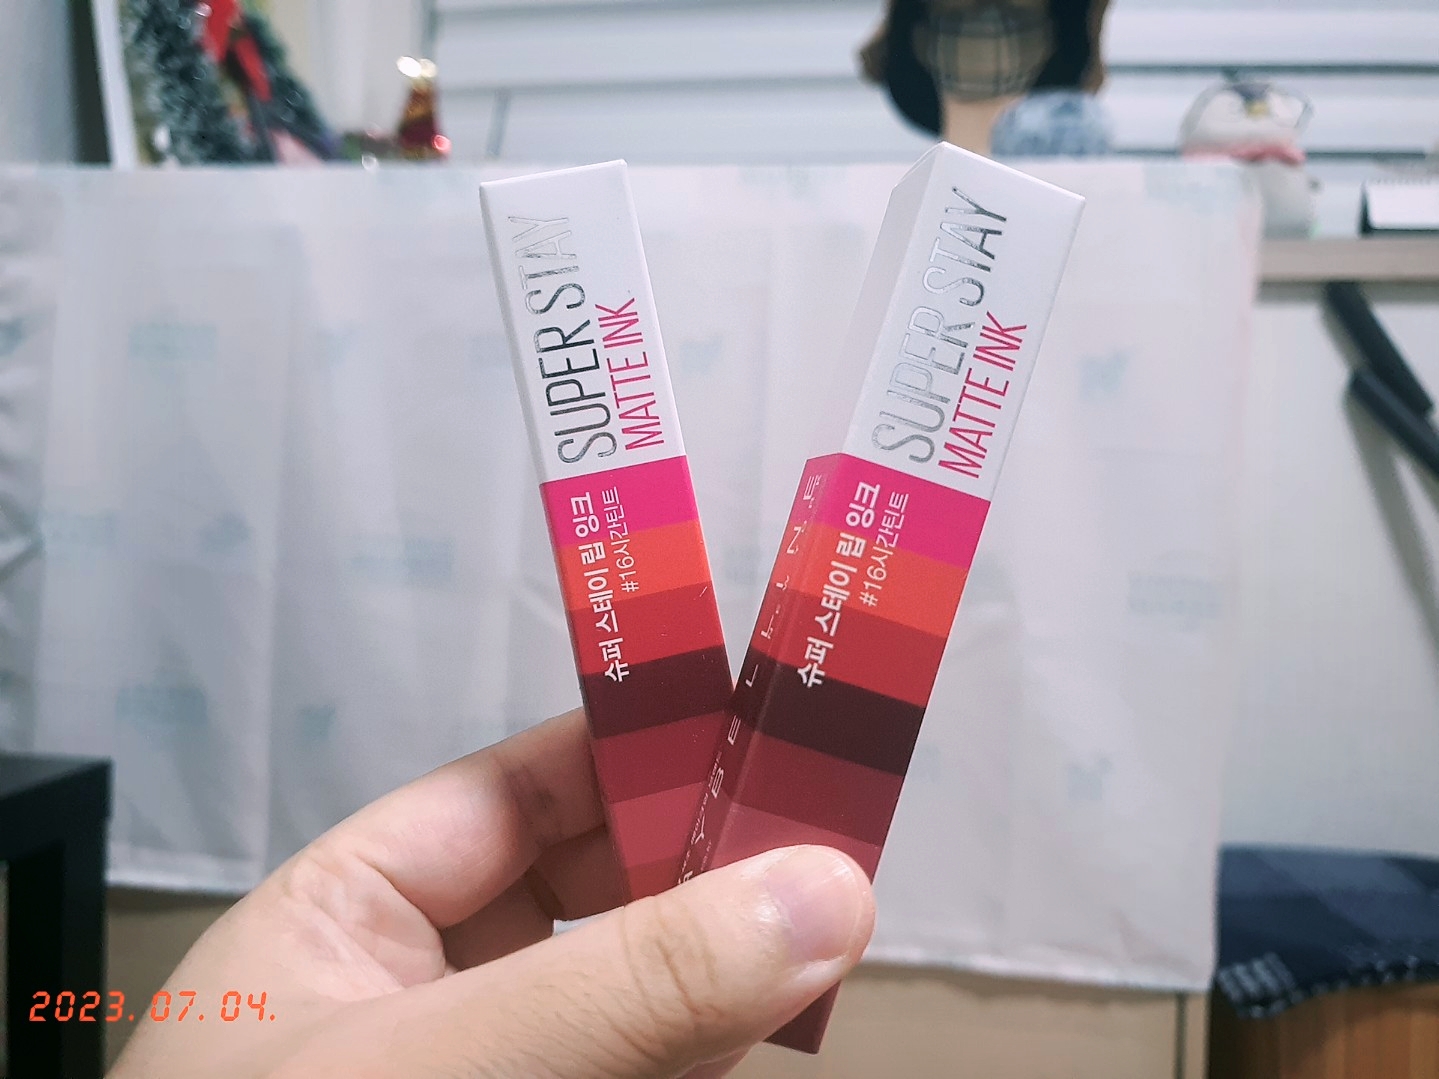 SUPER STAY
MATTE INK
슈퍼 스테이 립 잉크
#16시간틴트
SUPER STAY
MATTE INK
슈퍼 스테이 립 잉크
#16시간틴트
2023. 07. 04.